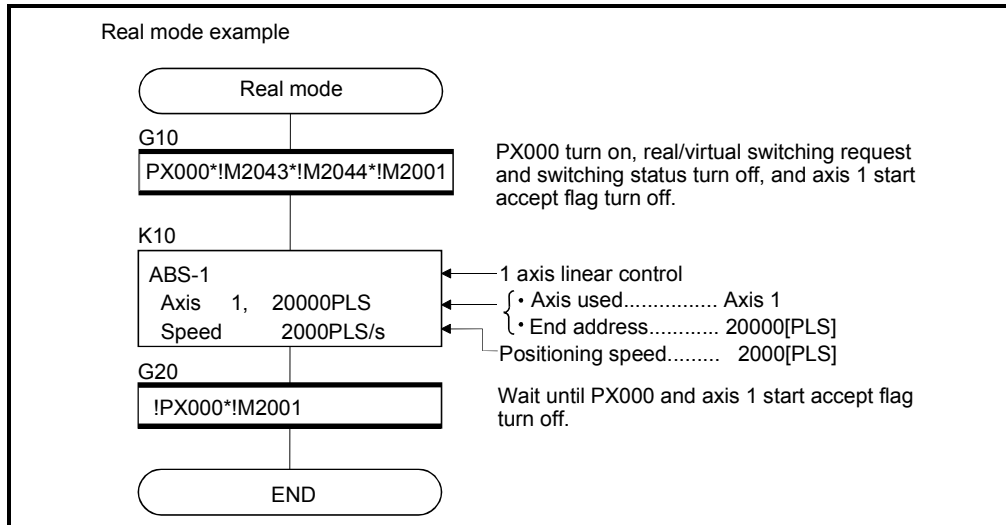 Real mode example
Real mode
G10
PX000*!M2043*!M2044*!M2001
PX000 turn on, real/virtual switching request
and switching status turn off, and axis 1 start
accept flag turn off.
K10
ABS-1
Axis 1, 20000PLS
Speed 2000PLS/s
1 axis linear control
• Axis used................ Axis 1
• End address............ 20000[PLS]
Positioning speed......... 2000[PLS]
G20
!PX000*!M2001
Wait until PX000 and axis 1 start accept flag
turn off.
END